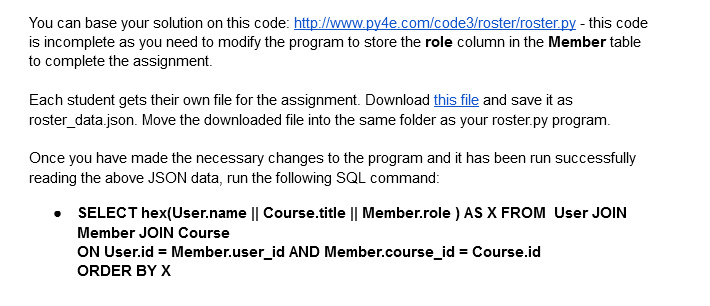 You can base your solution on this code: http://www.py4e.com/code3/roster/roster.py - this code
is incomplete as you need to modify the program to store the role column in the Member table
to complete the assignment.
Each student gets their own file for the assignment. Download this file and save it as
roster_data.json. Move the downloaded file into the same folder as your roster.py program.
Once you have made the necessary changes to the program and it has been run successfully
reading the above JSON data, run the following SQL command:
● SELECT hex(User.name || Course.title || Member.role ) AS X FROM User JOIN
Member JOIN Course
ON User.id = Member.user_id AND Member.course_id = Course.id
ORDER BY X